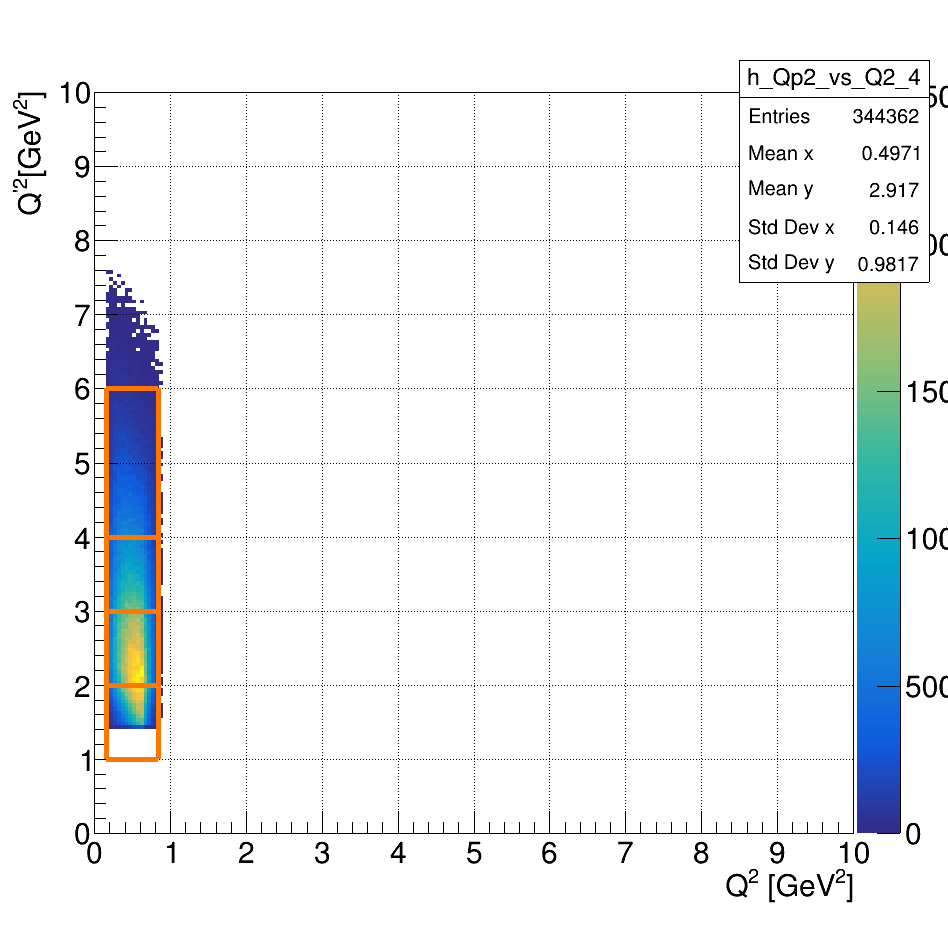 h_Qp2_vs_Q2_4
Entries 344362
Mean x 0.4971
Mean y 2.917
Std Dev x 0.146
Std Dev y 0.9817
Q'2[GeV2]
10
9
8
7
6
5
4
3
2
1
0
0 1 2 3 4 5 6 7 8 9 10
Q2 [GeV2]
150
100
500
0